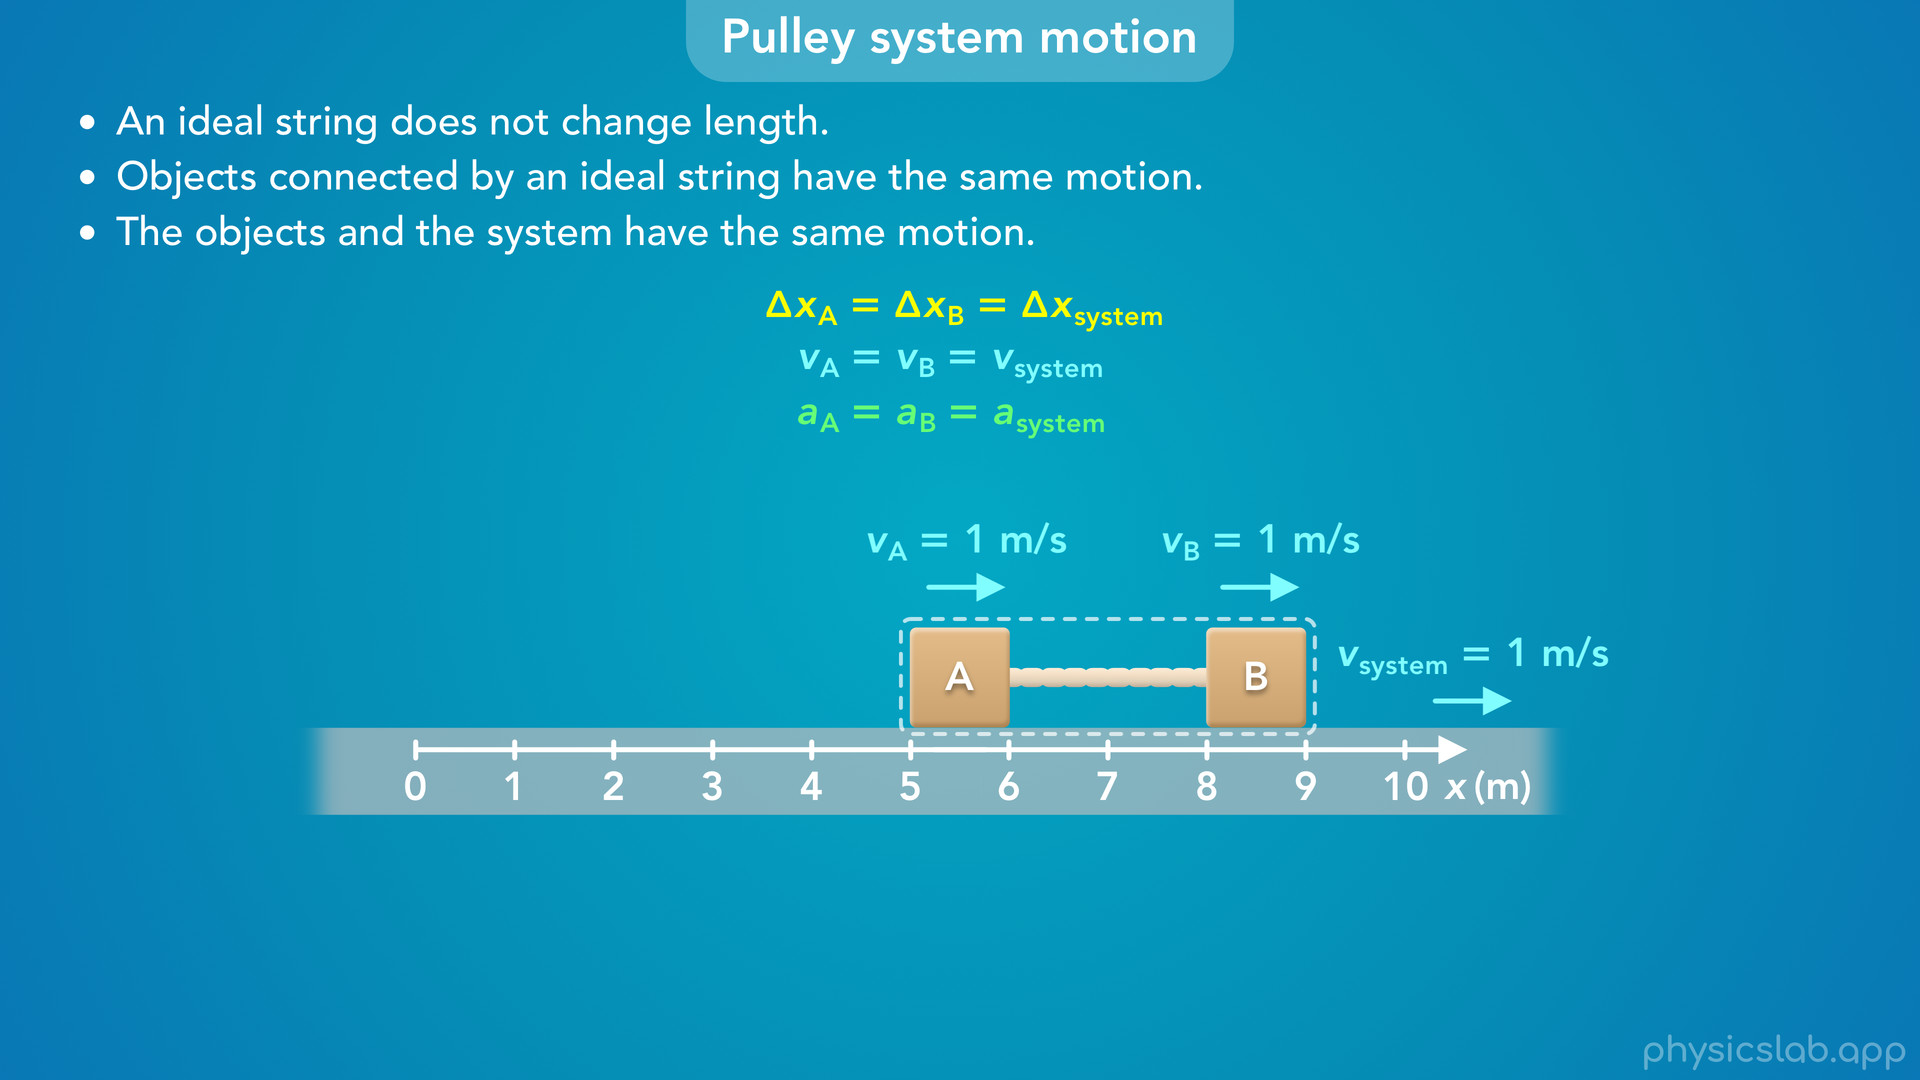 Pulley system motion
• An ideal string does not change length.
• Objects connected by an ideal string have the same motion.
• The objects and the system have the same motion.
Δx_A = Δx_B = Δx_system
v_A = v_B = v_system
a_A = a_B = a_system
v_A = 1 m/s v_B = 1 m/s
v_system = 1 m/s
A B
0 1 2 3 4 5 6 7 8 9 10 x (m)
physicslab.app